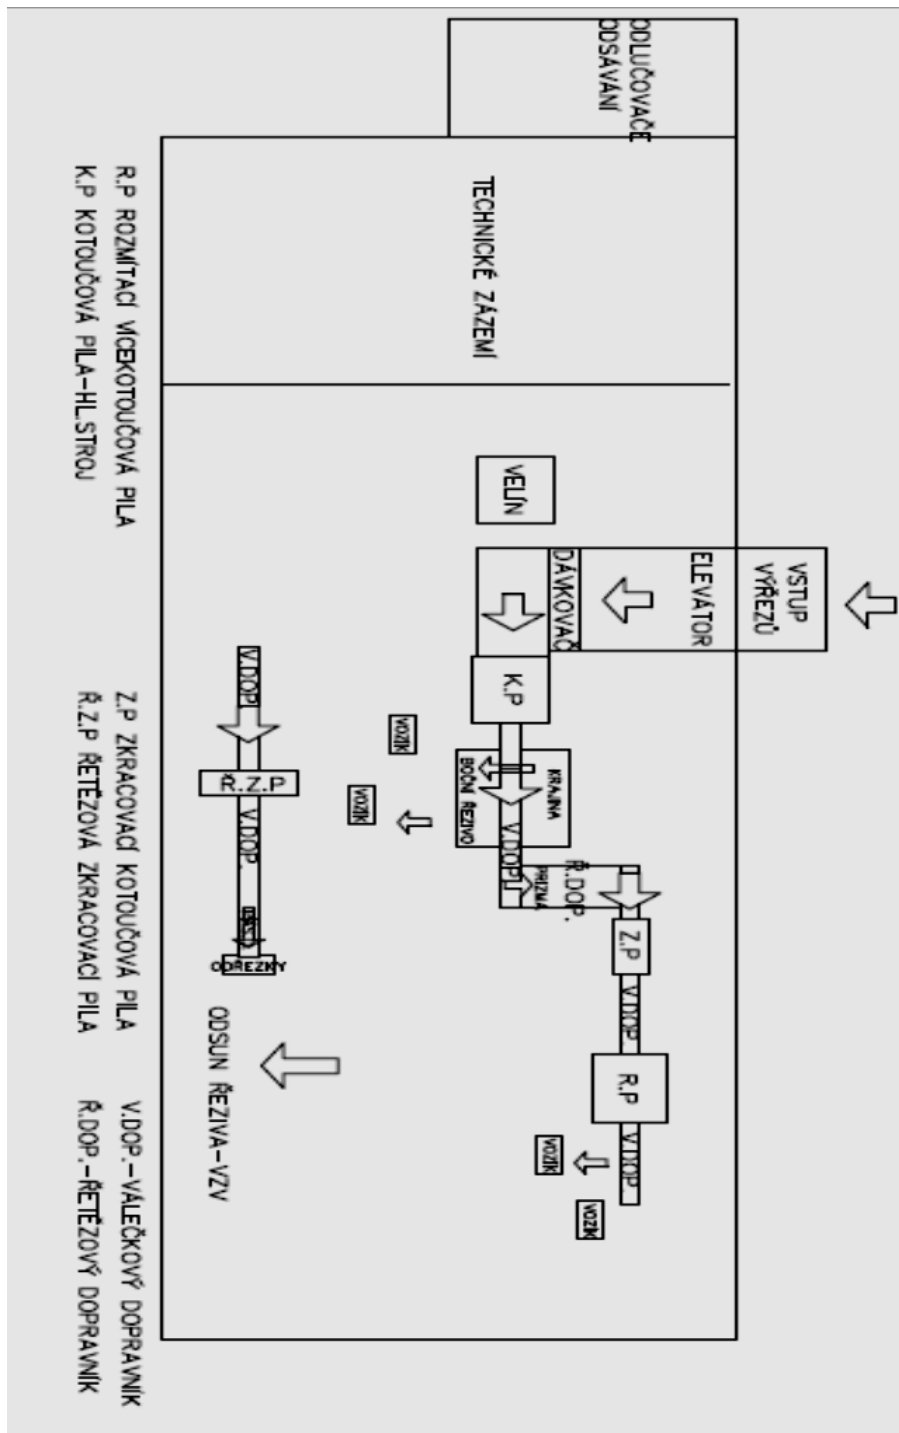 VSTUP
VÝŘEZŮ
ELEVÁTOR
DÁVKOVAČ
ODLUČOVAČE
ODSÁVÁNÍ
TECHNICKÉ ZÁZEMÍ
VELÍN
K.P
KRAJINA
BOČNÍ ŘEZIVO
V.DOP.
PRIZMA
Ř.DOP.
Z.P
V.DOP.
R.P
V.DOP.
VOZÍK
VOZÍK
VOZÍK
VOZÍK
V.DOP.
Ř.Z.P
V.DOP.
ODŘEZKY
ODSUN ŘEZIVA-VZV
R.P ROZMÍTACÍ VÍCEKOTOUČOVÁ PILA
K.P KOTOUČOVÁ PILA-HL.STROJ
Z.P ZKRACOVACÍ KOTOUČOVÁ PILA
Ř.Z.P ŘETĚZOVÁ ZKRACOVACÍ PILA
V.DOP.-VÁLEČKOVÝ DOPRAVNÍK
Ř.DOP.-ŘETĚZOVÝ DOPRAVNÍK